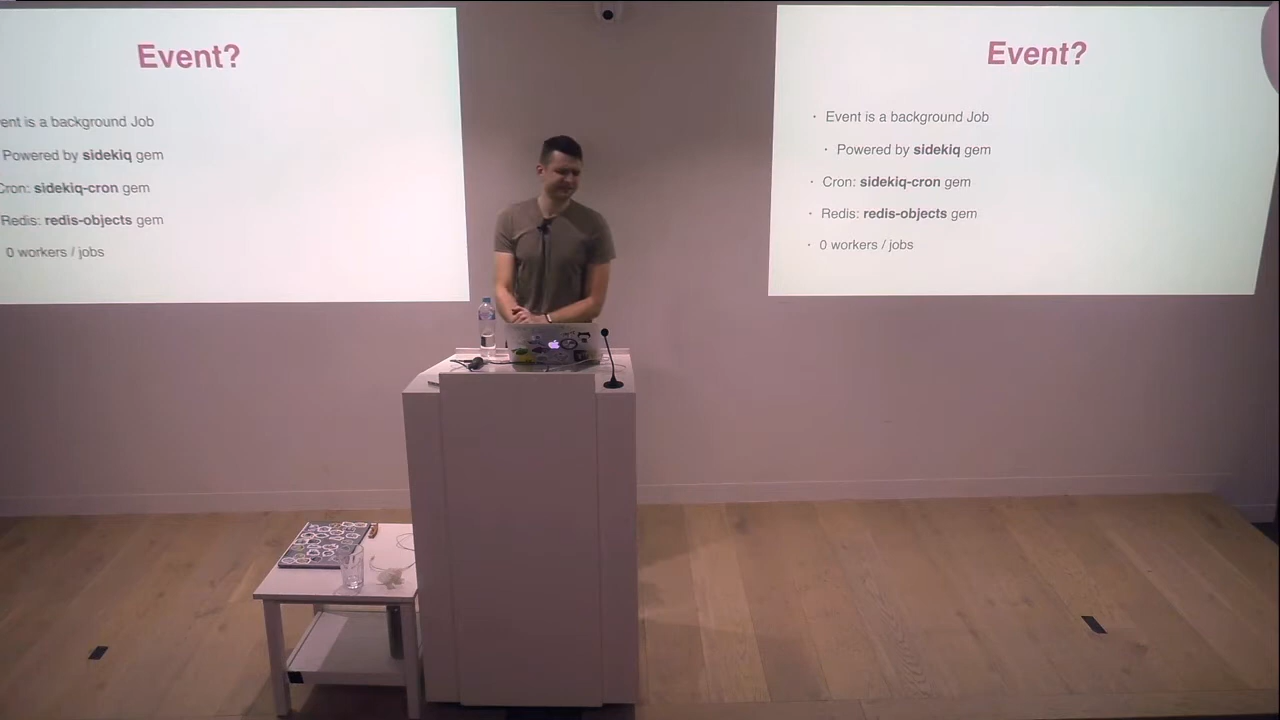 Event?
ent is a background Job
Powered by sidekiq gem
Cron: sidekiq-cron gem
Redis: redis-objects gem
0 workers / jobs
Event?
· Event is a background Job
· Powered by sidekiq gem
· Cron: sidekiq-cron gem
· Redis: redis-objects gem
· 0 workers / jobs